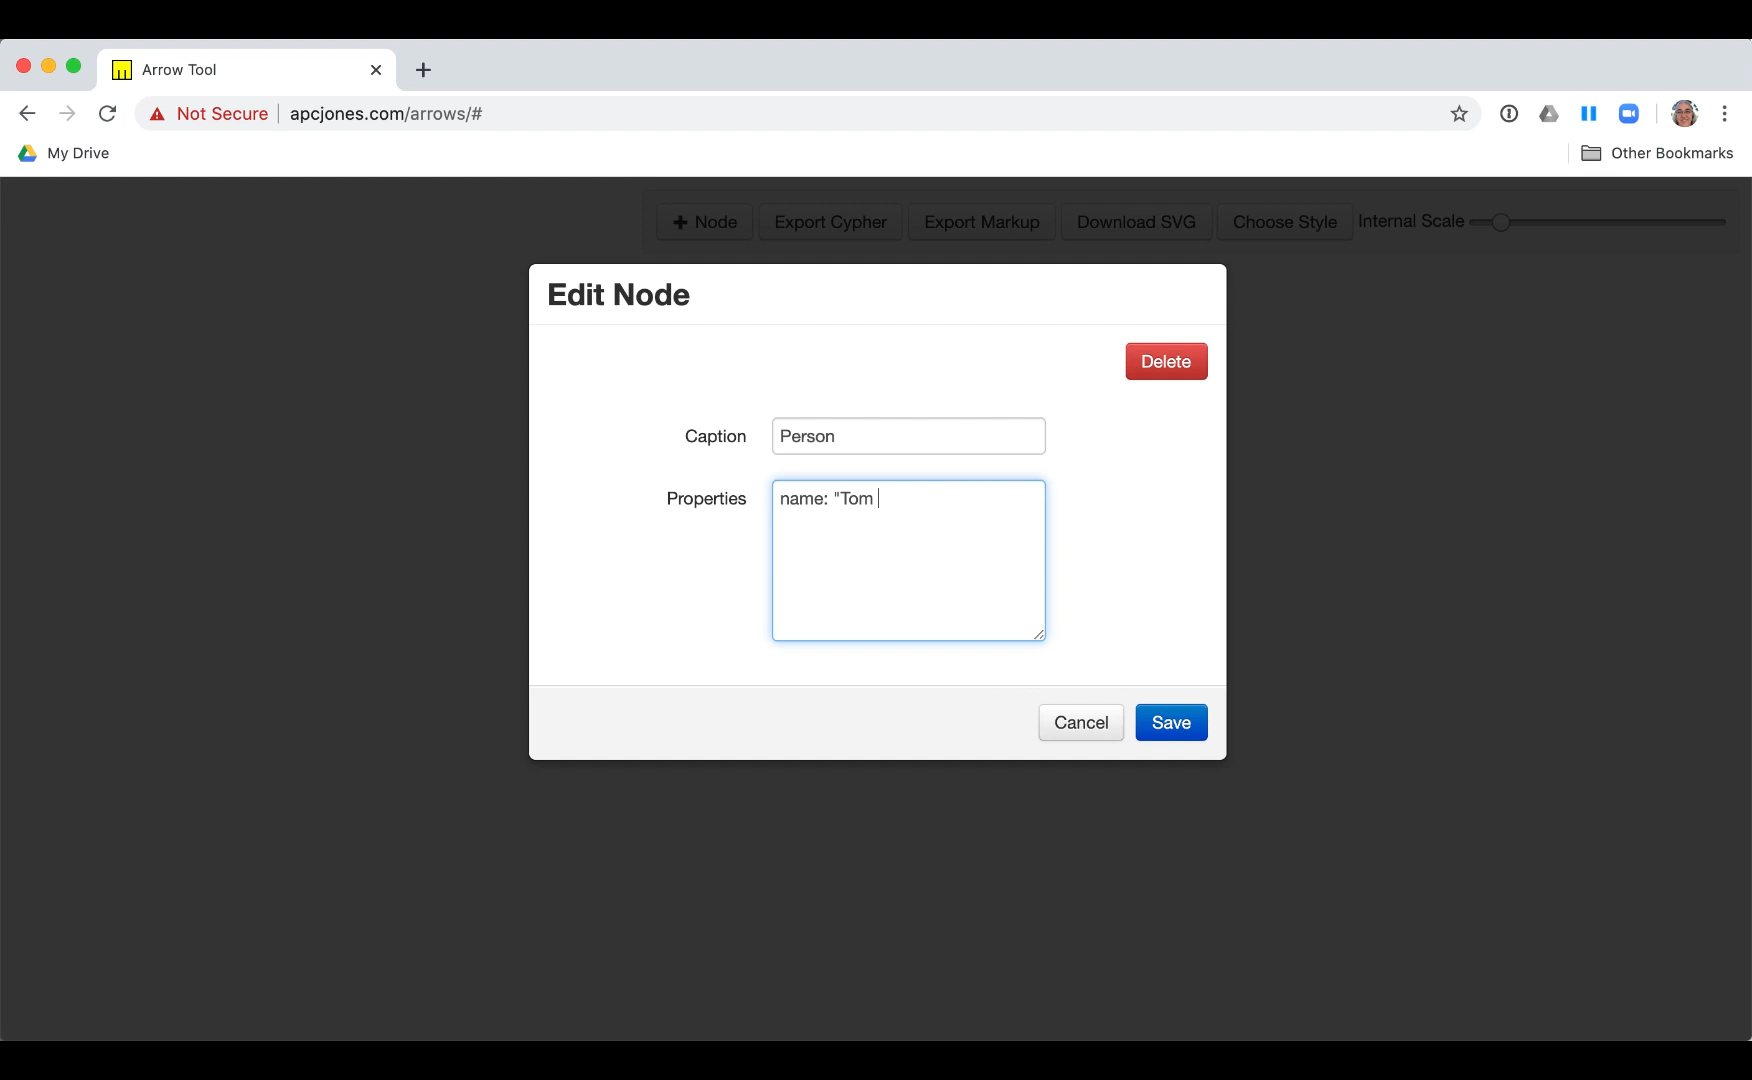 Arrow Tool
Not Secure apcjones.com/arrows/#
My Drive Other Bookmarks
Node Export Cypher Export Markup Download SVG Choose Style Internal Scale
Edit Node
Delete
Caption Person
Properties name: "Tom
Cancel Save